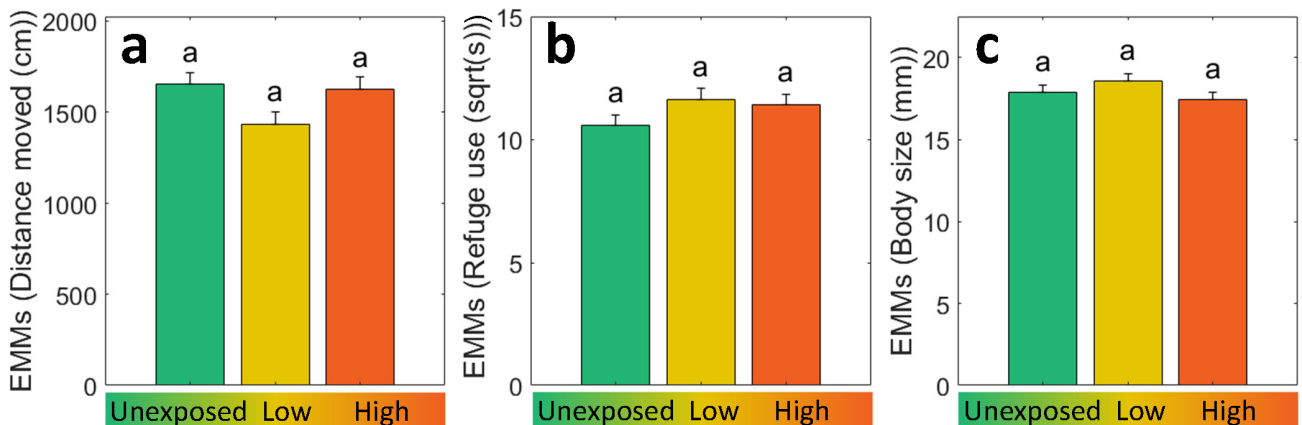 a
EMMs (Distance moved (cm))
2000
1500
1000
500
0
a
a
a
Unexposed Low High
b
EMMs (Refuge use (sqrt(s)))
15
10
5
0
a
a
a
Unexposed Low High
c
EMMs (Body size (mm))
20
15
10
5
0
a
a
a
Unexposed Low High